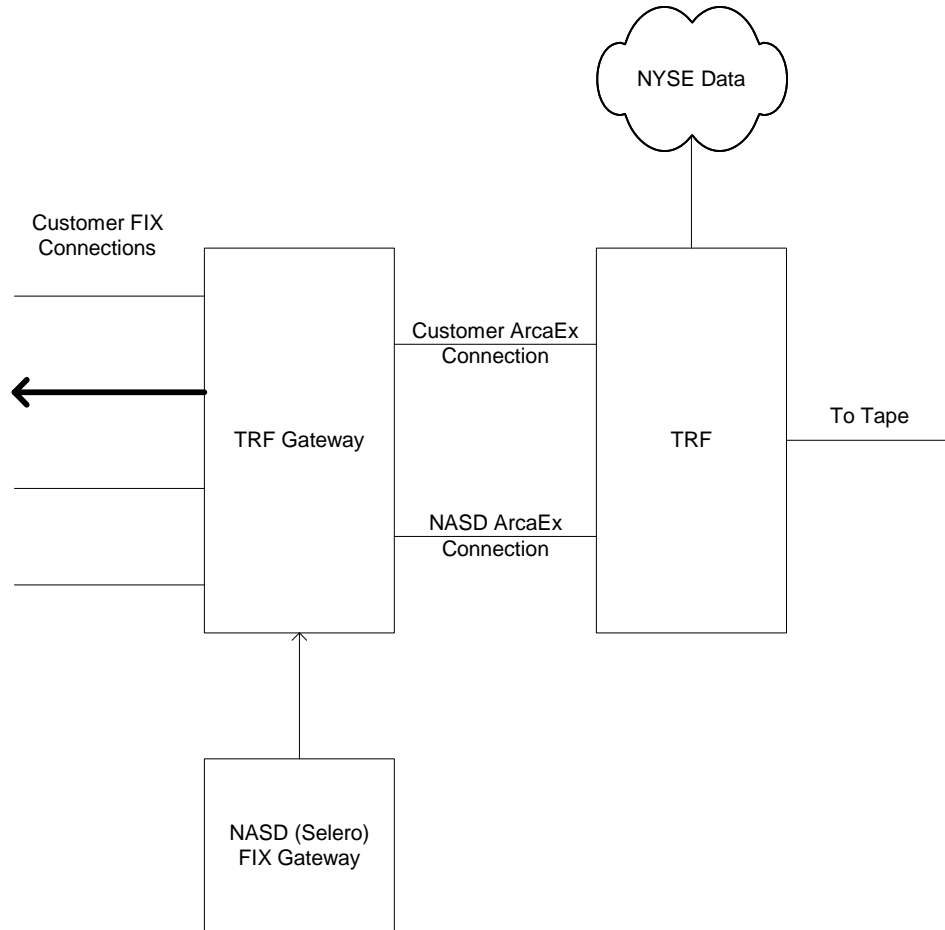 NYSE Data
Customer FIX
Connections
Customer ArcaEx
Connection
TRF Gateway
TRF
To Tape
NASD ArcaEx
Connection
NASD (Selero)
FIX Gateway